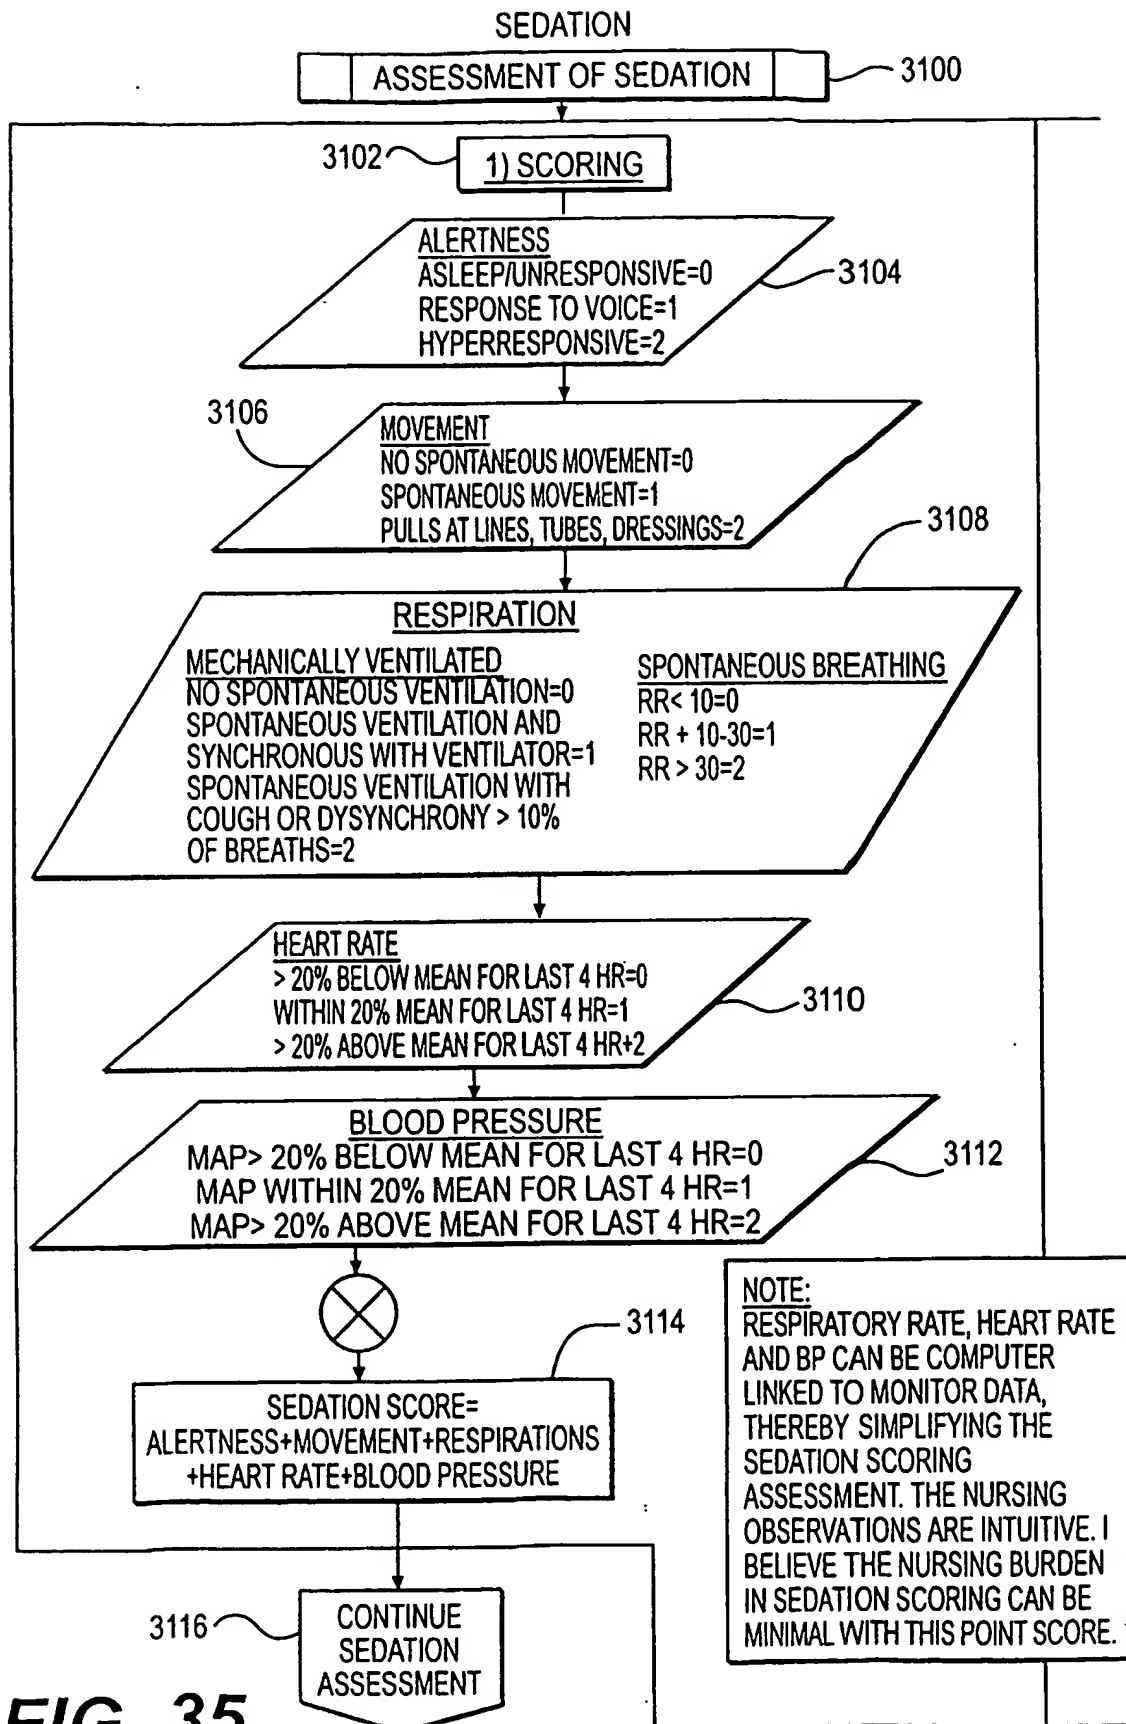 SEDATION
ASSESSMENT OF SEDATION
3100
3102
1) SCORING
ALERTNESS
ASLEEP/UNRESPONSIVE=0
RESPONSE TO VOICE=1
HYPERRESPONSIVE=2
3104
3106
MOVEMENT
NO SPONTANEOUS MOVEMENT=0
SPONTANEOUS MOVEMENT=1
PULLS AT LINES, TUBES, DRESSINGS=2
3108
RESPIRATION
MECHANICALLY VENTILATED
NO SPONTANEOUS VENTILATION=0
SPONTANEOUS VENTILATION AND
SYNCHRONOUS WITH VENTILATOR=1
SPONTANEOUS VENTILATION WITH
COUGH OR DYSYNCHRONY > 10%
OF BREATHS=2
SPONTANEOUS BREATHING
RR< 10=0
RR + 10-30=1
RR > 30=2
HEART RATE
> 20% BELOW MEAN FOR LAST 4 HR=0
WITHIN 20% MEAN FOR LAST 4 HR=1
> 20% ABOVE MEAN FOR LAST 4 HR+2
3110
BLOOD PRESSURE
MAP> 20% BELOW MEAN FOR LAST 4 HR=0
MAP WITHIN 20% MEAN FOR LAST 4 HR=1
MAP> 20% ABOVE MEAN FOR LAST 4 HR=2
3112
3114
SEDATION SCORE=
ALERTNESS+MOVEMENT+RESPIRATIONS
+HEART RATE+BLOOD PRESSURE
NOTE:
RESPIRATORY RATE, HEART RATE
AND BP CAN BE COMPUTER
LINKED TO MONITOR DATA,
THEREBY SIMPLIFYING THE
SEDATION SCORING
ASSESSMENT. THE NURSING
OBSERVATIONS ARE INTUITIVE. I
BELIEVE THE NURSING BURDEN
IN SEDATION SCORING CAN BE
MINIMAL WITH THIS POINT SCORE.
3116
CONTINUE
SEDATION
ASSESSMENT
FIG. 35